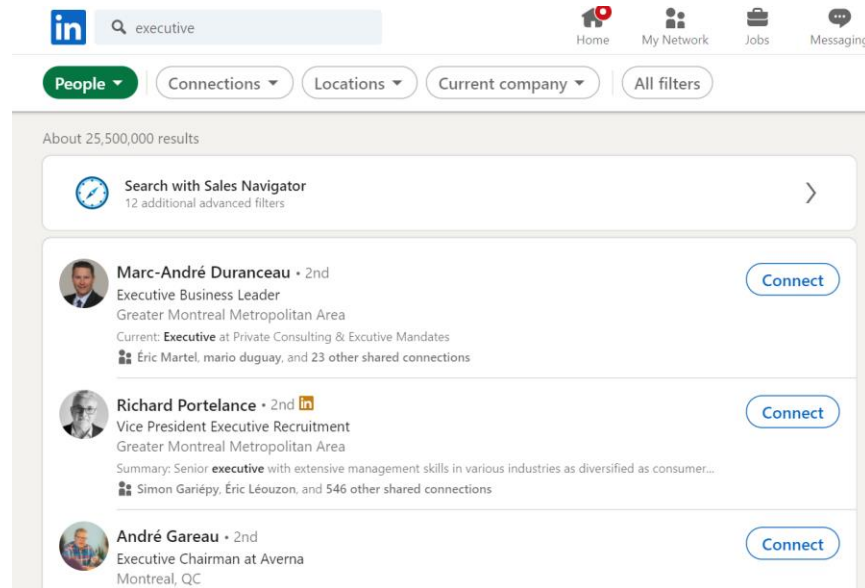 in
executive
Home
My Network
Jobs
Messaging
People
Connections
Locations
Current company
All filters
About 25,500,000 results
Search with Sales Navigator
12 additional advanced filters
Marc-André Duranceau • 2nd
Connect
Executive Business Leader
Greater Montreal Metropolitan Area
Current: Executive at Private Consulting & Excutive Mandates
Éric Martel, mario duguay, and 23 other shared connections
Richard Portelance • 2nd in
Connect
Vice President Executive Recruitment
Greater Montreal Metropolitan Area
Summary: Senior executive with extensive management skills in various industries as diversified as consumer...
Simon Gariépy, Éric Léouzon, and 546 other shared connections
André Gareau • 2nd
Connect
Executive Chairman at Averna
Montreal, QC